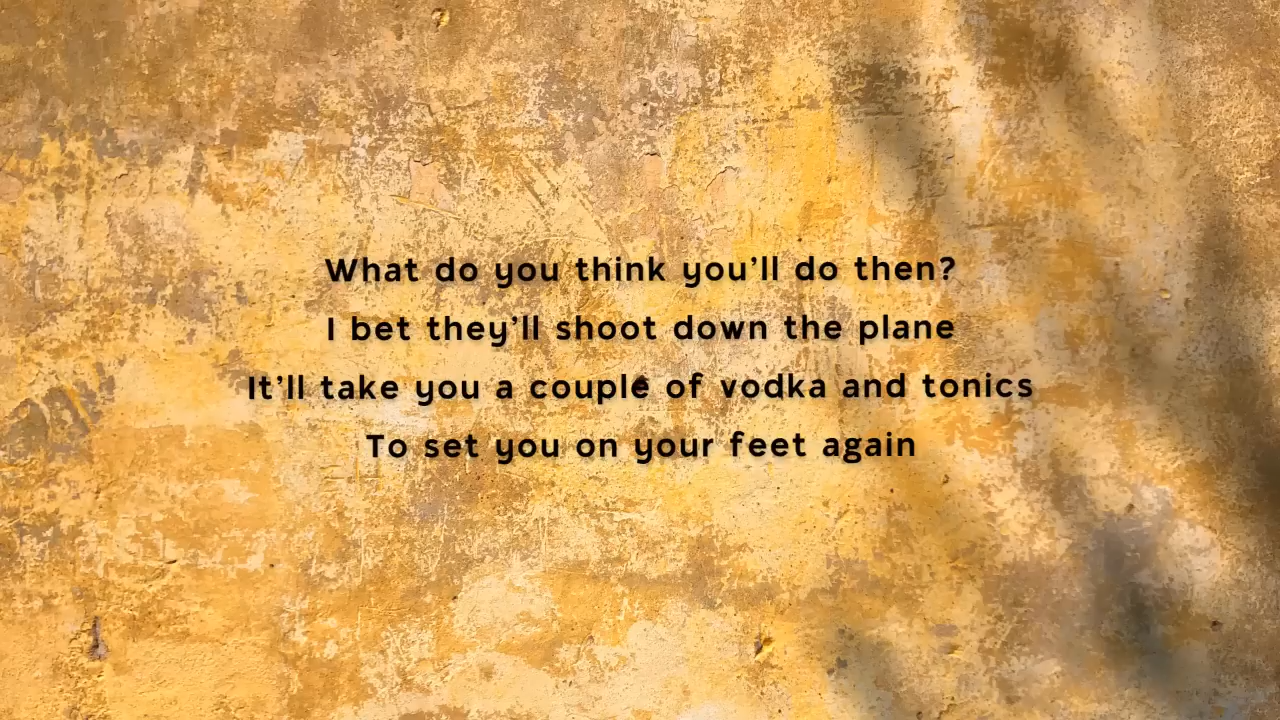 What do you think you’ll do then?
I bet they’ll shoot down the plane
It’ll take you a couple of vodka and tonics
To set you on your feet again